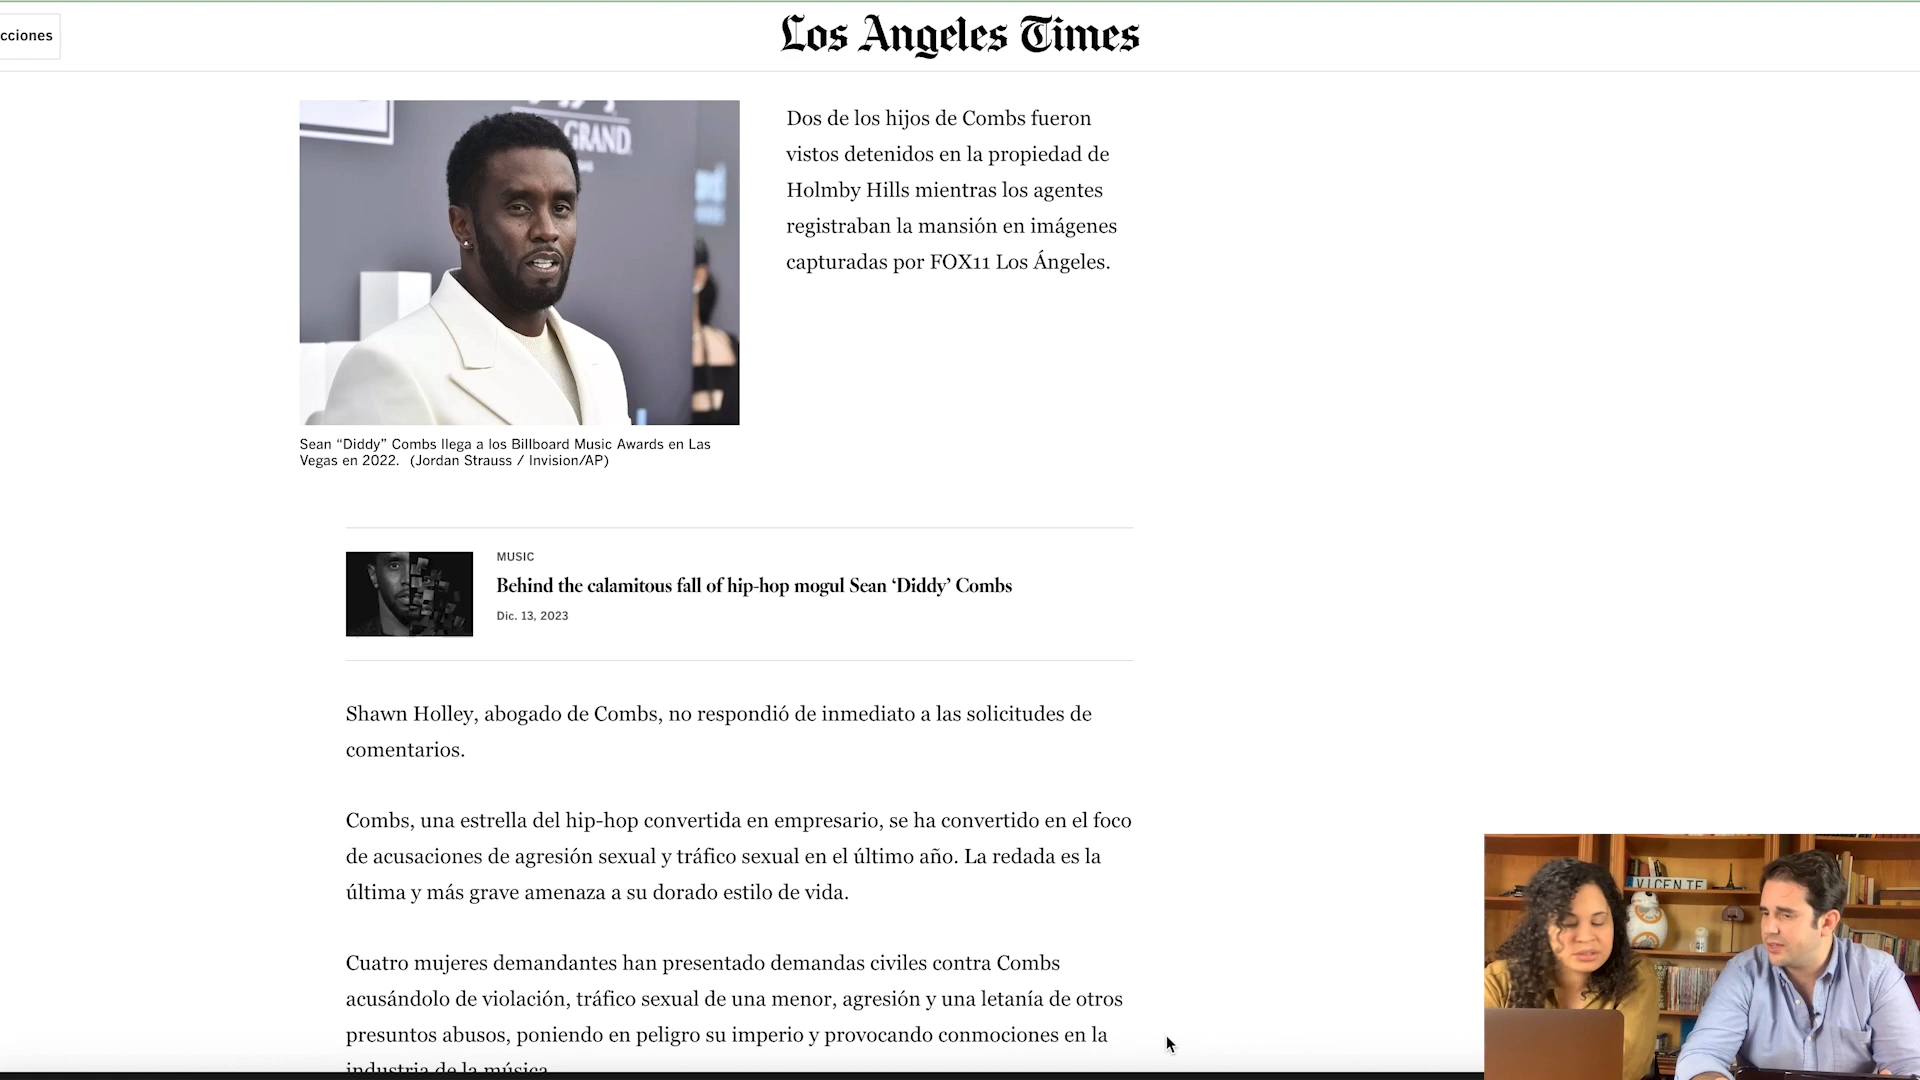 cciones
Los Angeles Times
GRAND
Dos de los hijos de Combs fueron
vistos detenidos en la propiedad de
Holmby Hills mientras los agentes
registraban la mansión en imágenes
capturadas por FOX11 Los Ángeles.
Sean “Diddy” Combs llega a los Billboard Music Awards en Las
Vegas en 2022. (Jordan Strauss / Invision/AP)
MUSIC
Behind the calamitous fall of hip-hop mogul Sean ‘Diddy’ Combs
Dic. 13, 2023
Shawn Holley, abogado de Combs, no respondió de inmediato a las solicitudes de
comentarios.
Combs, una estrella del hip-hop convertida en empresario, se ha convertido en el foco
de acusaciones de agresión sexual y tráfico sexual en el último año. La redada es la
última y más grave amenaza a su dorado estilo de vida.
Cuatro mujeres demandantes han presentado demandas civiles contra Combs
acusándolo de violación, tráfico sexual de una menor, agresión y una letanía de otros
presuntos abusos, poniendo en peligro su imperio y provocando conmociones en la
industria de la música
VICENTE